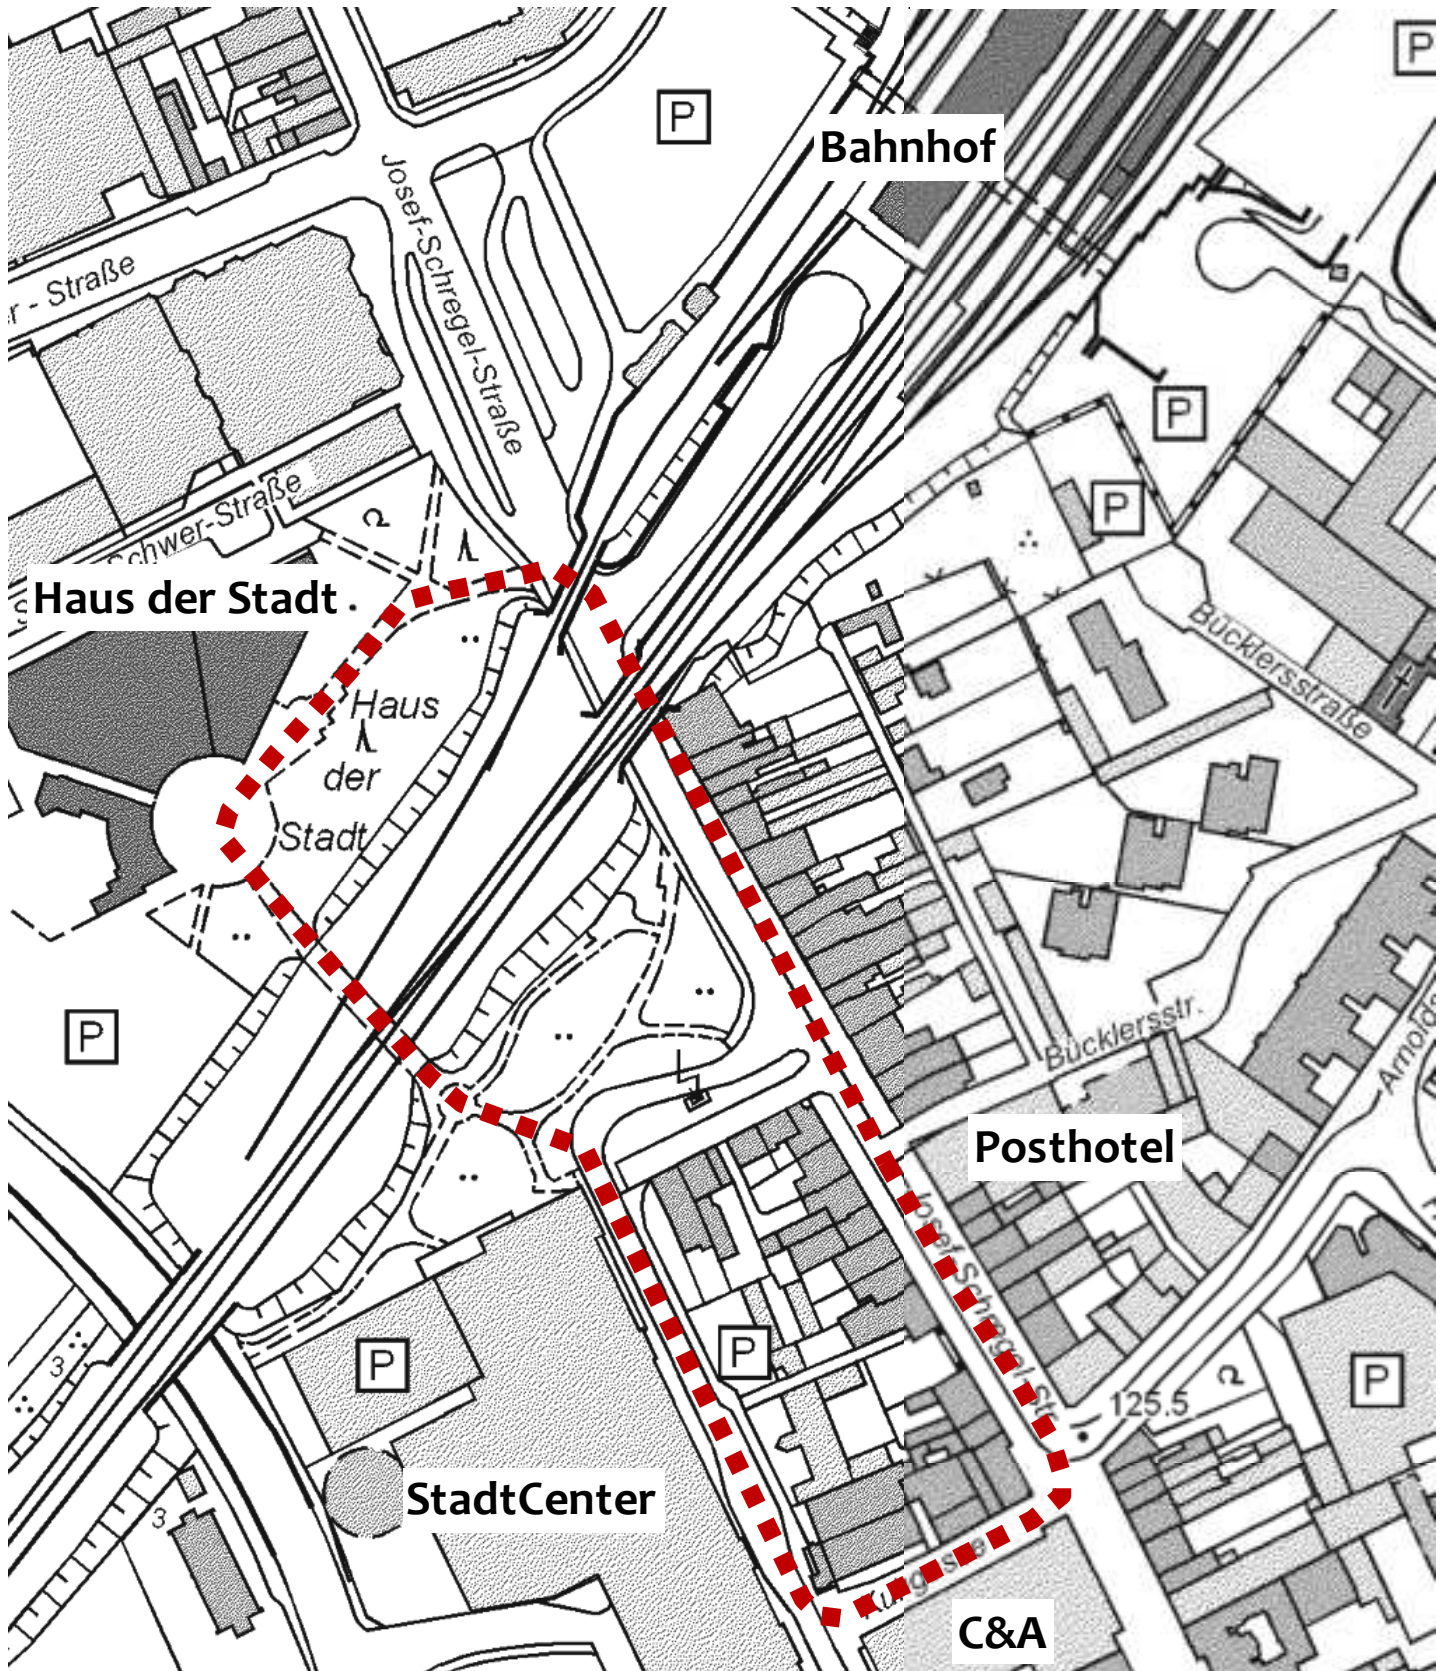 P
P
Bahnhof
Josef-Schregel-Straße
r - Straße
P
P
Schwer-Straße
Haus der Stadt
Bücklersstraße
Haus
der
Stadt
P
Bücklersstr.
Arnolds
Posthotel
Josef-Schregel-Str.
P
P
P
3
125.5
StadtCenter
3
C&A